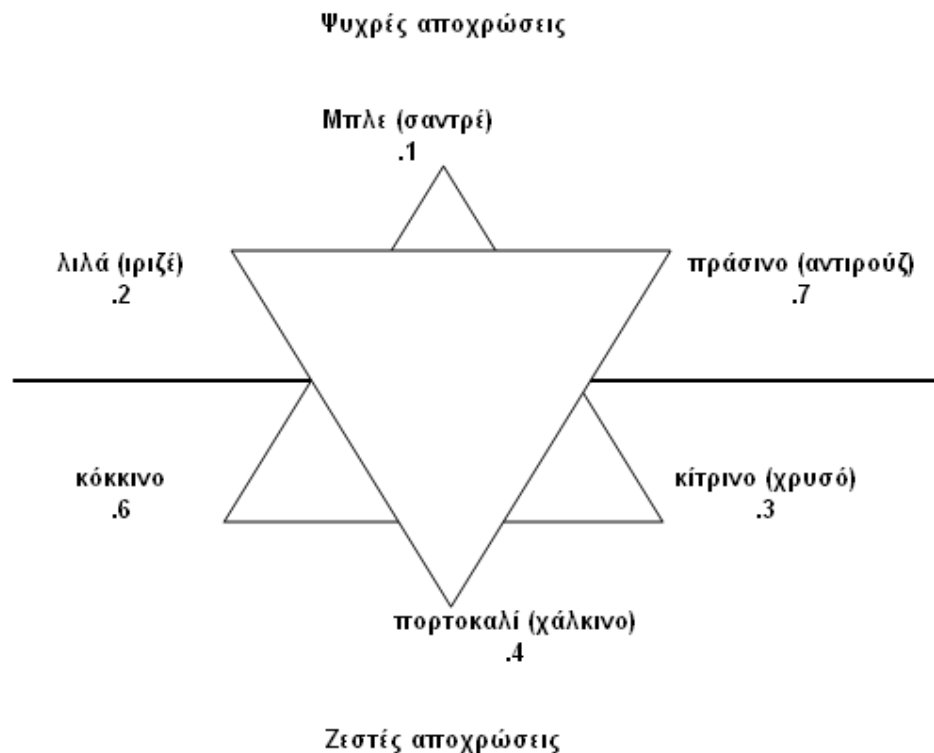 Ψυχρές αποχρώσεις
Μπλε (σαντρέ)
.1
λιλά (ιριζέ)
.2
πράσινο (αντιρούζ)
.7
κόκκινο
.6
κίτρινο (χρυσό)
.3
πορτοκαλί (χάλκινο)
.4
Ζεστές αποχρώσεις